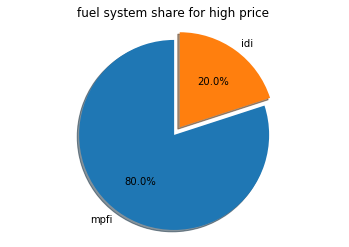 fuel system share for high price
idi
20.0%
80.0%
mpfi